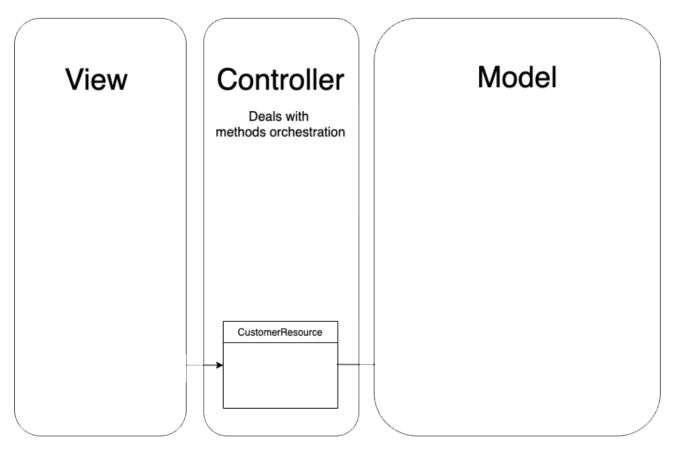 View
Controller
Deals with
methods orchestration
Model
CustomerResource